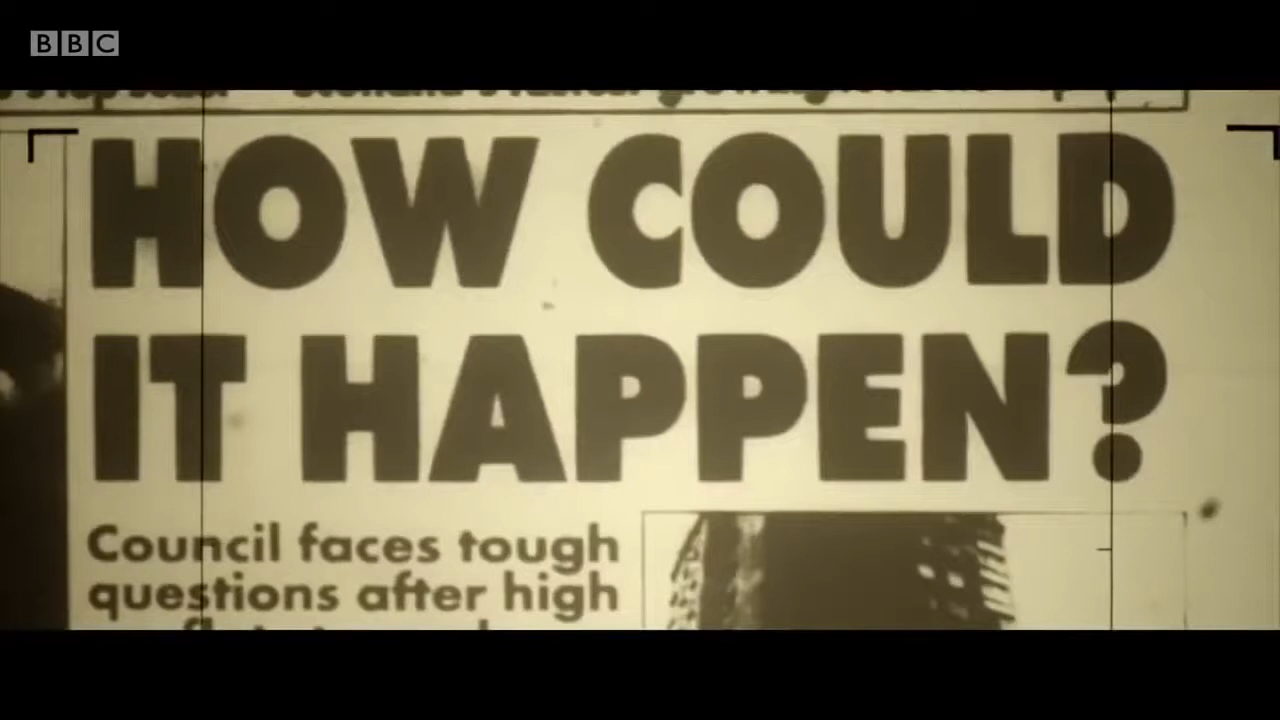 BBC
HOW COULD
IT HAPPEN?
Council faces tough
questions after high